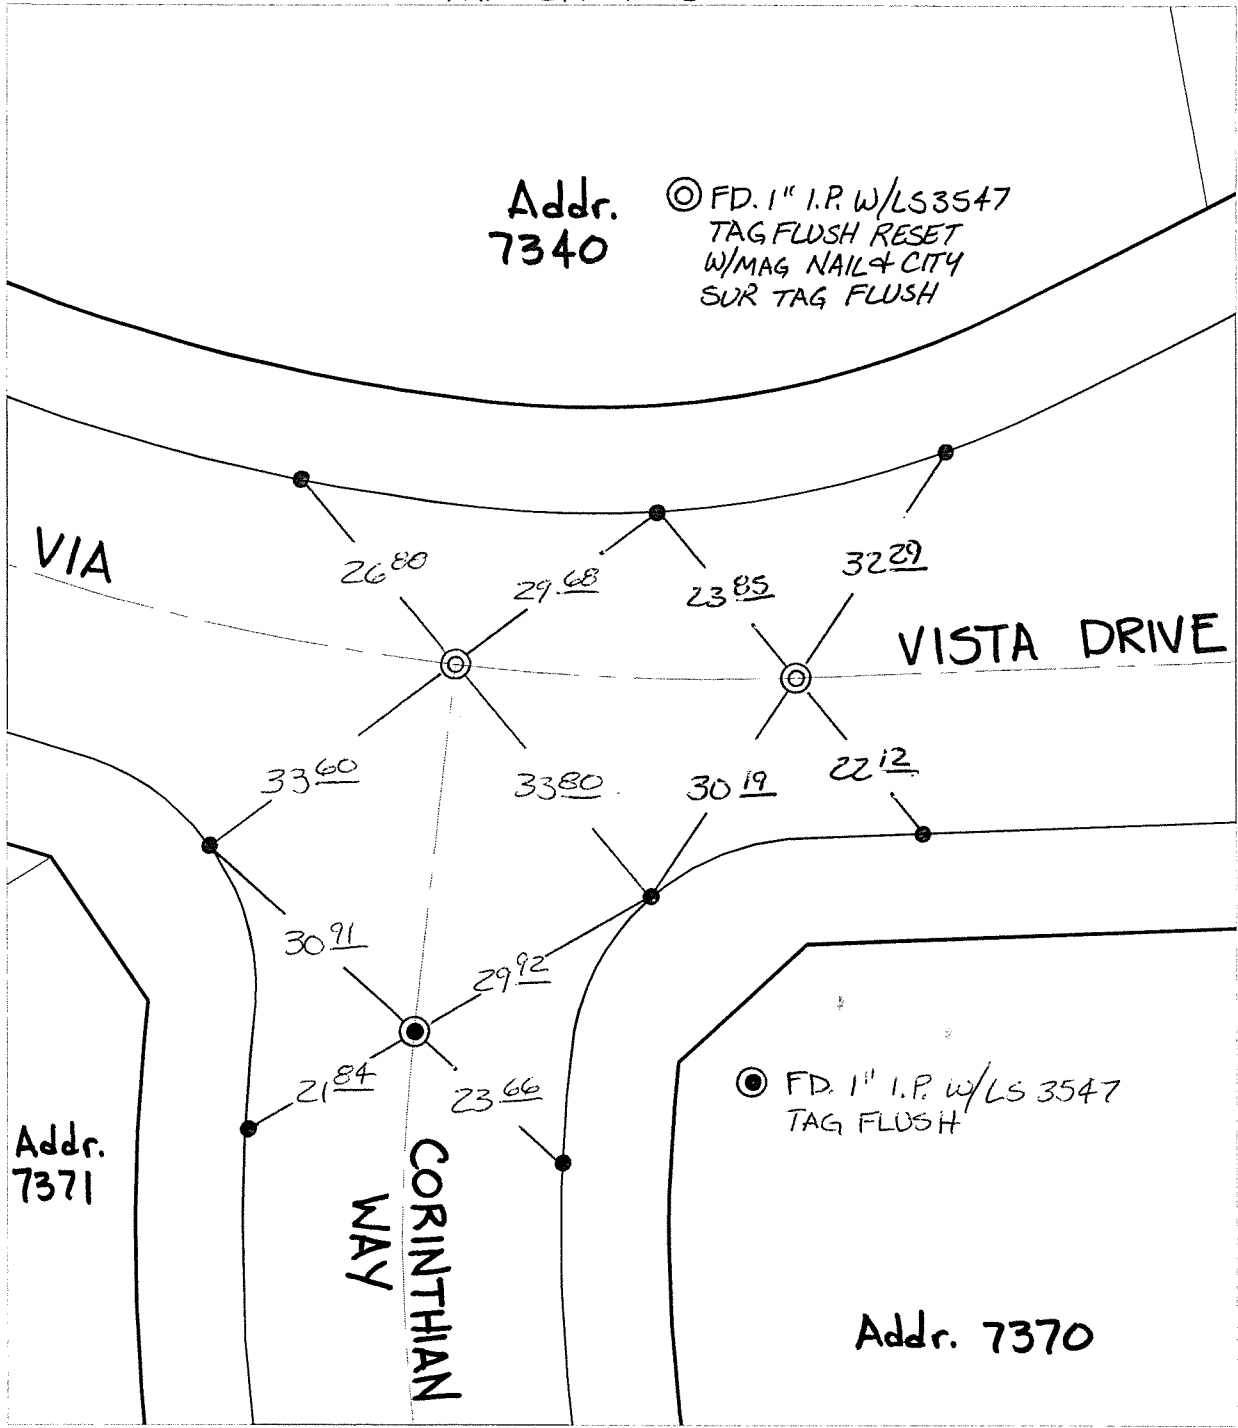 Addr.
7340
FD. 1" I.P. W/LS3547
TAG FLUSH RESET
W/MAG NAIL & CITY
SUR TAG FLUSH
VIA
26 80
29.68
23 85
32 29
VISTA DRIVE
33 60
33 80
30 19
22 12
30 91
29 92
21 84
23 66
FD. 1" I.P. W/LS 3547
TAG FLUSH
Addr.
7371
CORINTHIAN
WAY
Addr. 7370